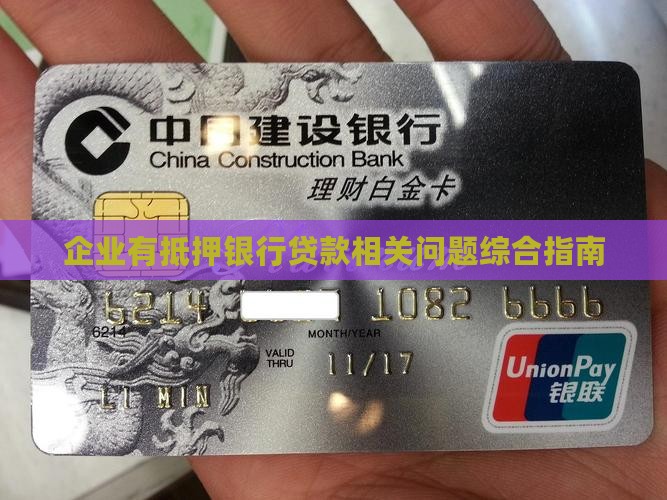 中国建设银行
China Construction Bank
理财白金卡
企业有抵押银行贷款相关问题综合指南
6214 1082 6666
6214
MONTH/YEAR
VALID
THRU
11/17
LI MIN
UnionPay
银联